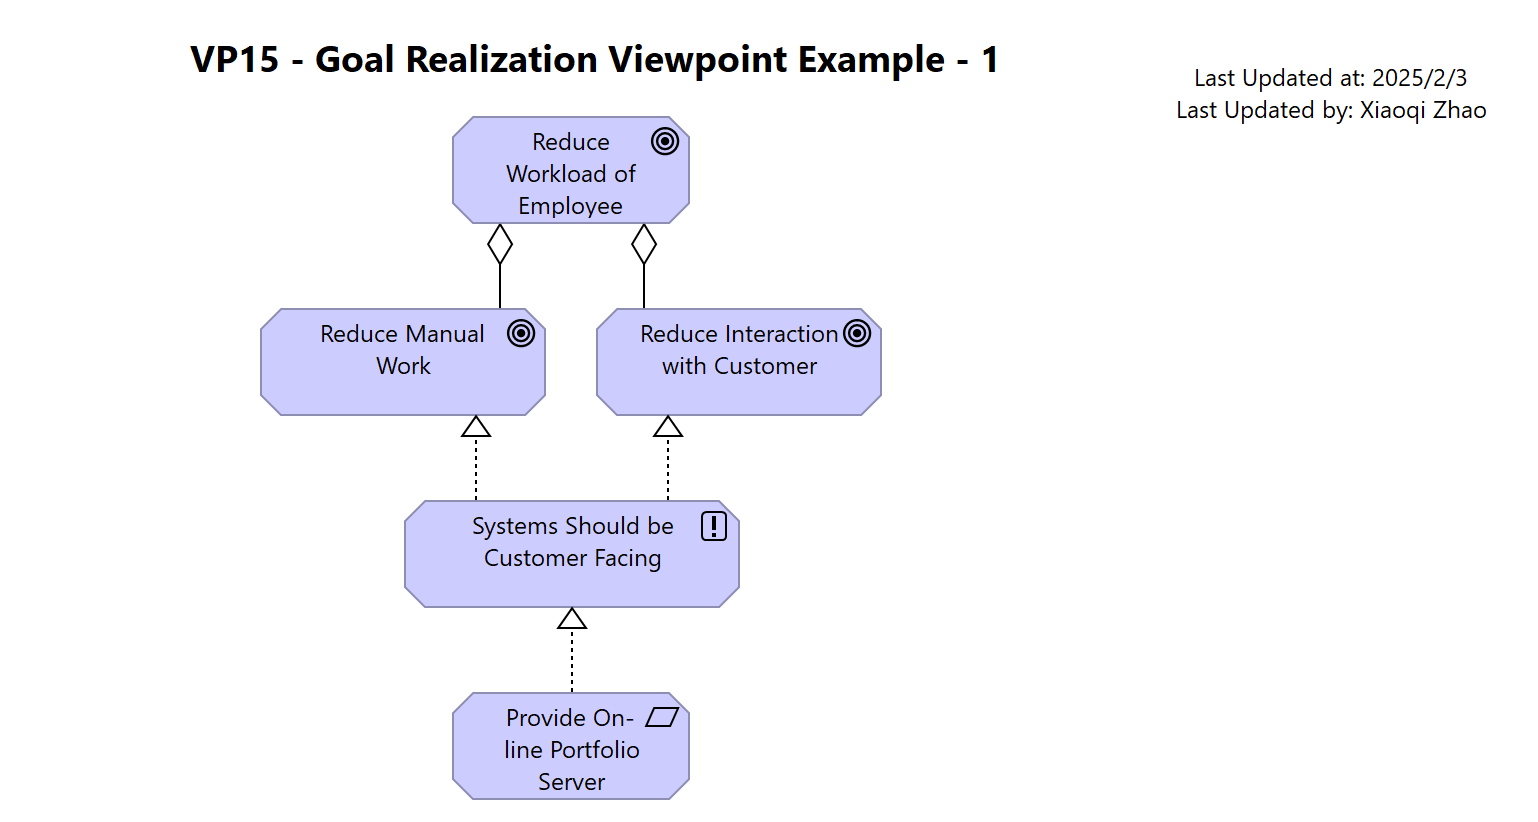 VP15 - Goal Realization Viewpoint Example - 1
Last Updated at: 2025/2/3
Last Updated by: Xiaoqi Zhao
Reduce
Workload of
Employee
Reduce Manual
Work
Reduce Interaction
with Customer
Systems Should be
Customer Facing
Provide On-
line Portfolio
Server